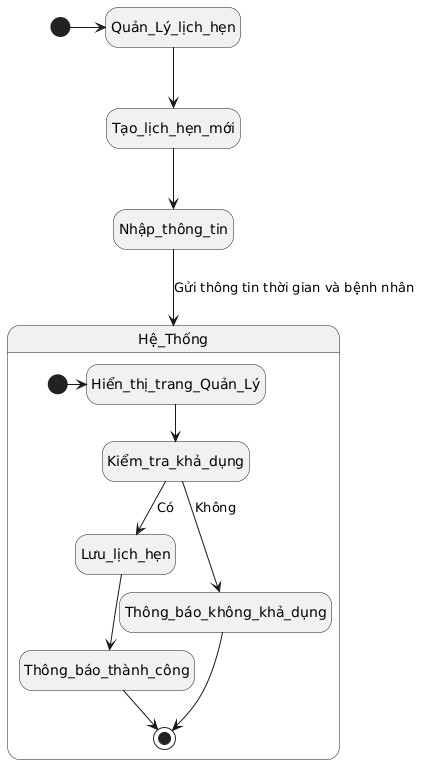 Quản_Lý_lịch_hẹn
Tạo_lịch_hẹn_mới
Nhập_thông_tin
Gửi thông tin thời gian và bệnh nhân
Hệ_Thống
Hiển_thị_trang_Quản_Lý
Kiểm_tra_khả_dụng
Có
Không
Lưu_lịch_hẹn
Thông_báo_không_khả_dụng
Thông_báo_thành_công